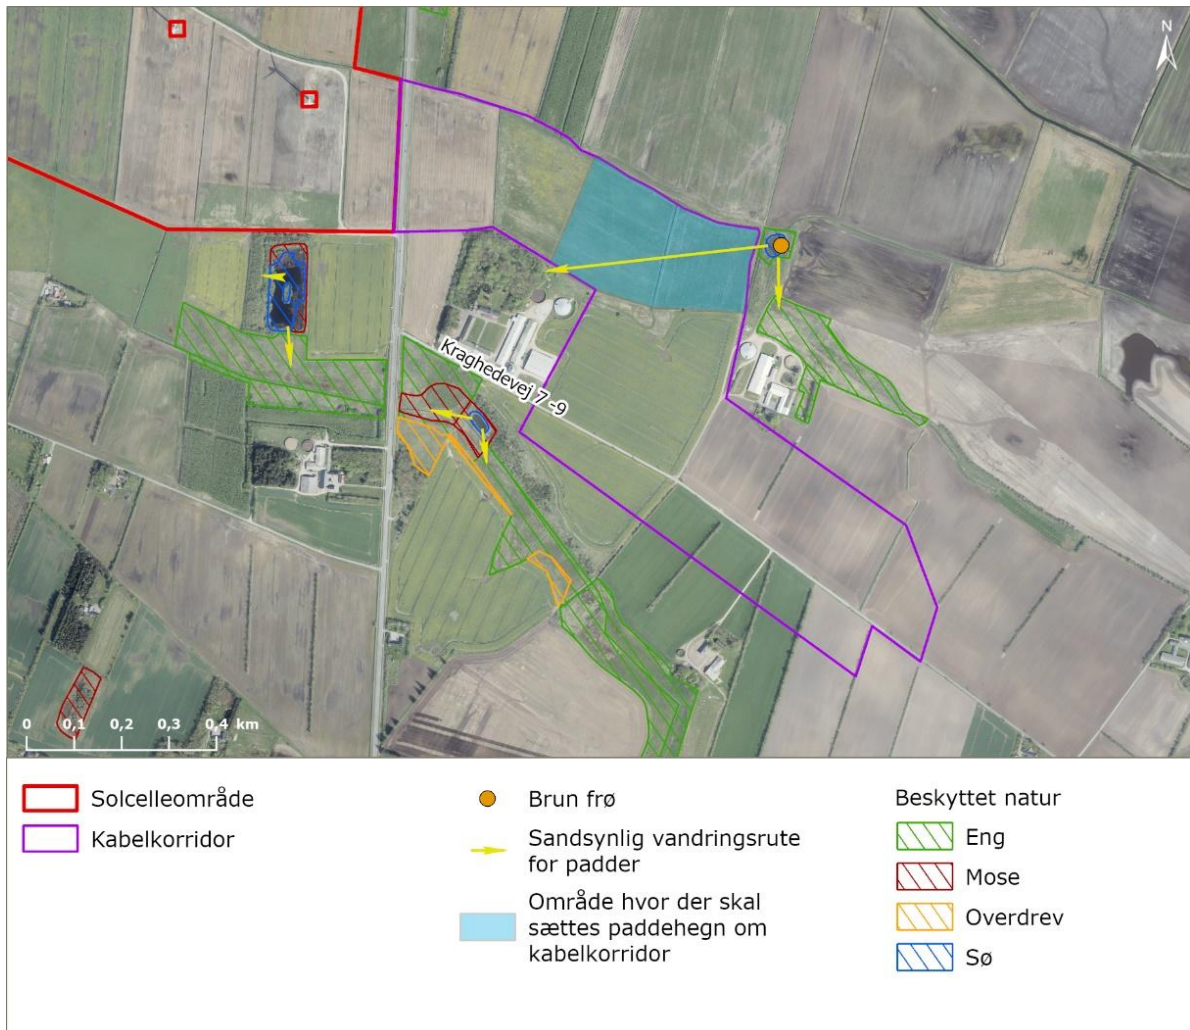 N
Kraghedevej 7 -9
0 0,1 0,2 0,3 0,4 km
Solcelleområde
Kabelkorridor
Brun frø
Sandsynlig vandringsrute
for padder
Område hvor der skal
sættes paddehegn om
kabelkorridor
Beskyttet natur
Eng
Mose
Overdrev
Sø